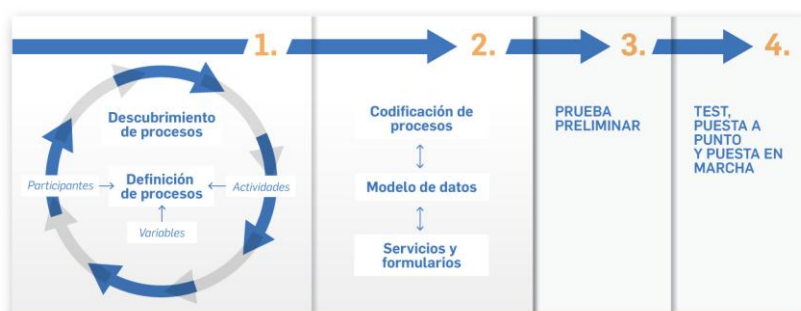 1.
Descubrimiento
de procesos
Participantes
Definición
de procesos
Actividades
Variables
2.
Codificación de
procesos
Modelo de datos
Servicios y
formularios
3.
PRUEBA
PRELIMINAR
4.
TEST,
PUESTA A
PUNTO
Y PUESTA EN
MARCHA